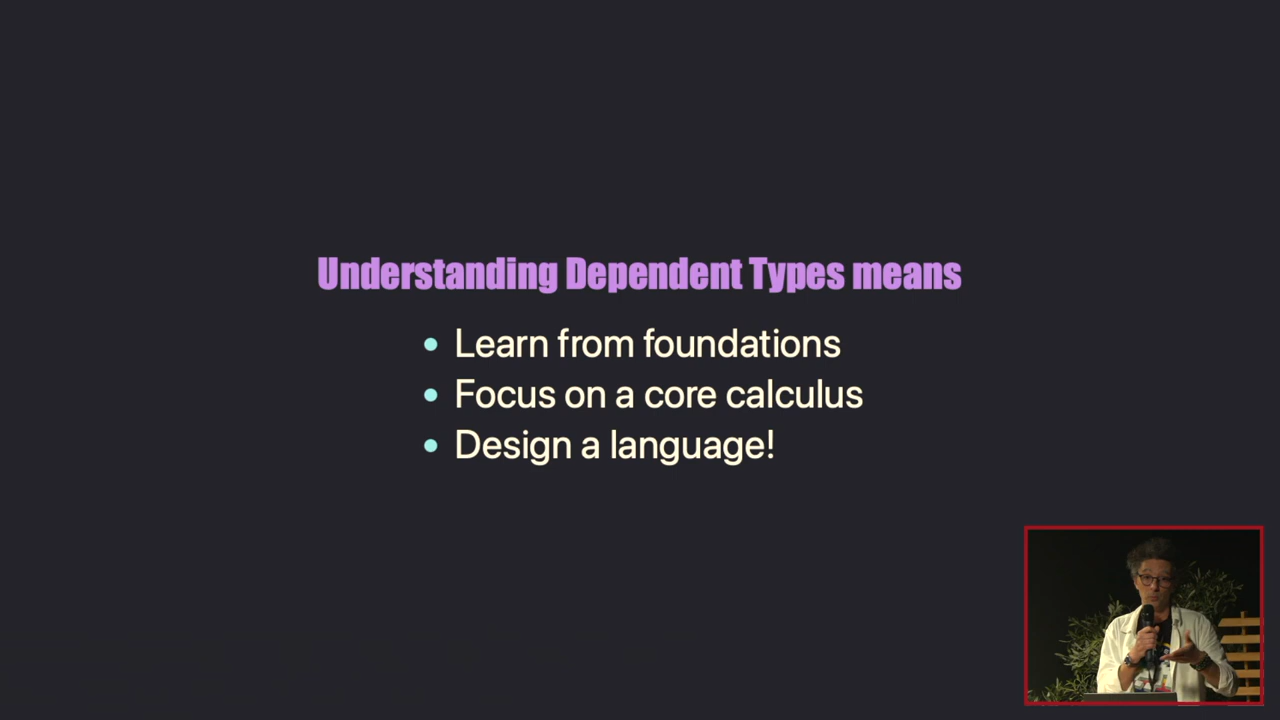 Understanding Dependent Types means
Learn from foundations
Focus on a core calculus
Design a language!